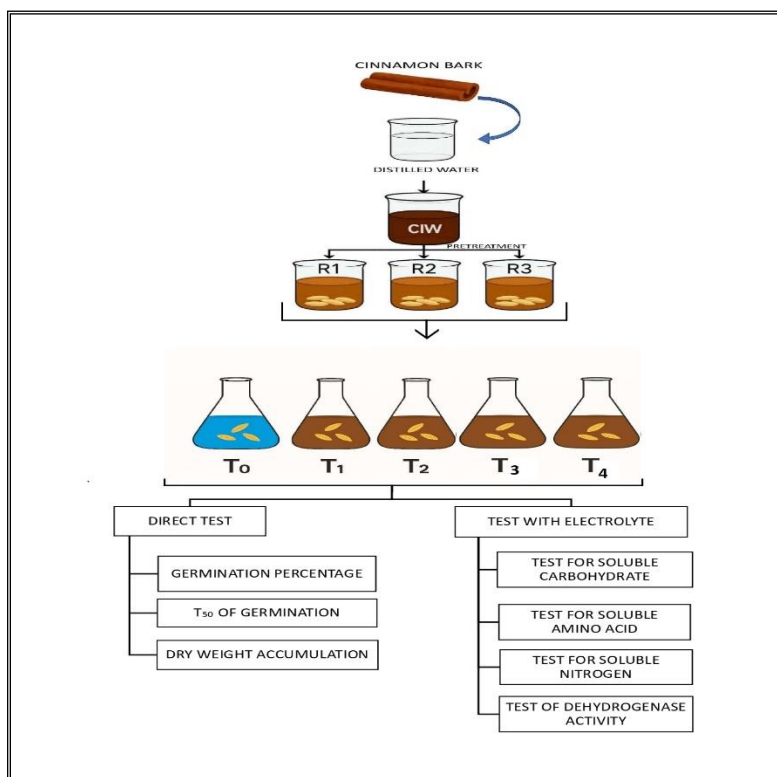 CINNAMON BARK
DISTILLED WATER
CIW
PRETREATMENT
R1 R2 R3
T₀ T₁ T₂ T₃ T₄
DIRECT TEST
GERMINATION PERCENTAGE
T₅₀ OF GERMINATION
DRY WEIGHT ACCUMULATION
TEST WITH ELECTROLYTE
TEST FOR SOLUBLE
CARBOHYDRATE
TEST FOR SOLUBLE
AMINO ACID
TEST FOR SOLUBLE
NITROGEN
TEST OF DEHYDROGENASE
ACTIVITY